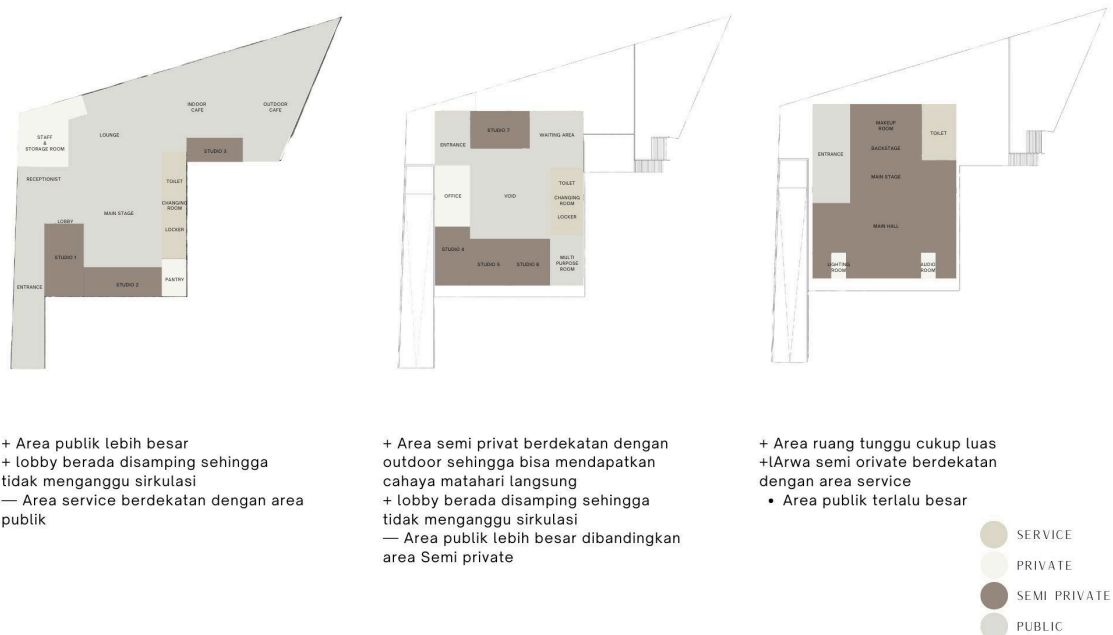 INDOOR
CAFE
OUTDOOR
CAFE
STAFF
&
STORAGE ROOM
LOUNGE
STUDIO 3
RECEPTIONIST
TOILET
CHANGING
ROOM
MAIN STAGE
LOBBY
LOCKER
STUDIO 1
PANTRY
ENTRANCE
STUDIO 2
STUDIO 7
WAITING AREA
ENTRANCE
TOILET
OFFICE
VOID
CHANGING
ROOM
LOCKER
STUDIO 4
STUDIO 5
STUDIO 6
MULTI
PURPOSE
ROOM
MAKEUP
ROOM
TOILET
BACKSTAGE
ENTRANCE
MAIN STAGE
MAIN HALL
LIGHTING
ROOM
AUDIO
ROOM
+ Area publik lebih besar
+ lobby berada disamping sehingga
tidak menganggu sirkulasi
— Area service berdekatan dengan area
publik
+ Area semi privat berdekatan dengan
outdoor sehingga bisa mendapatkan
cahaya matahari langsung
+ lobby berada disamping sehingga
tidak menganggu sirkulasi
— Area publik lebih besar dibandingkan
area Semi private
+ Area ruang tunggu cukup luas
+lArwa semi orivate berdekatan
dengan area service
• Area publik terlalu besar
SERVICE
PRIVATE
SEMI PRIVATE
PUBLIC